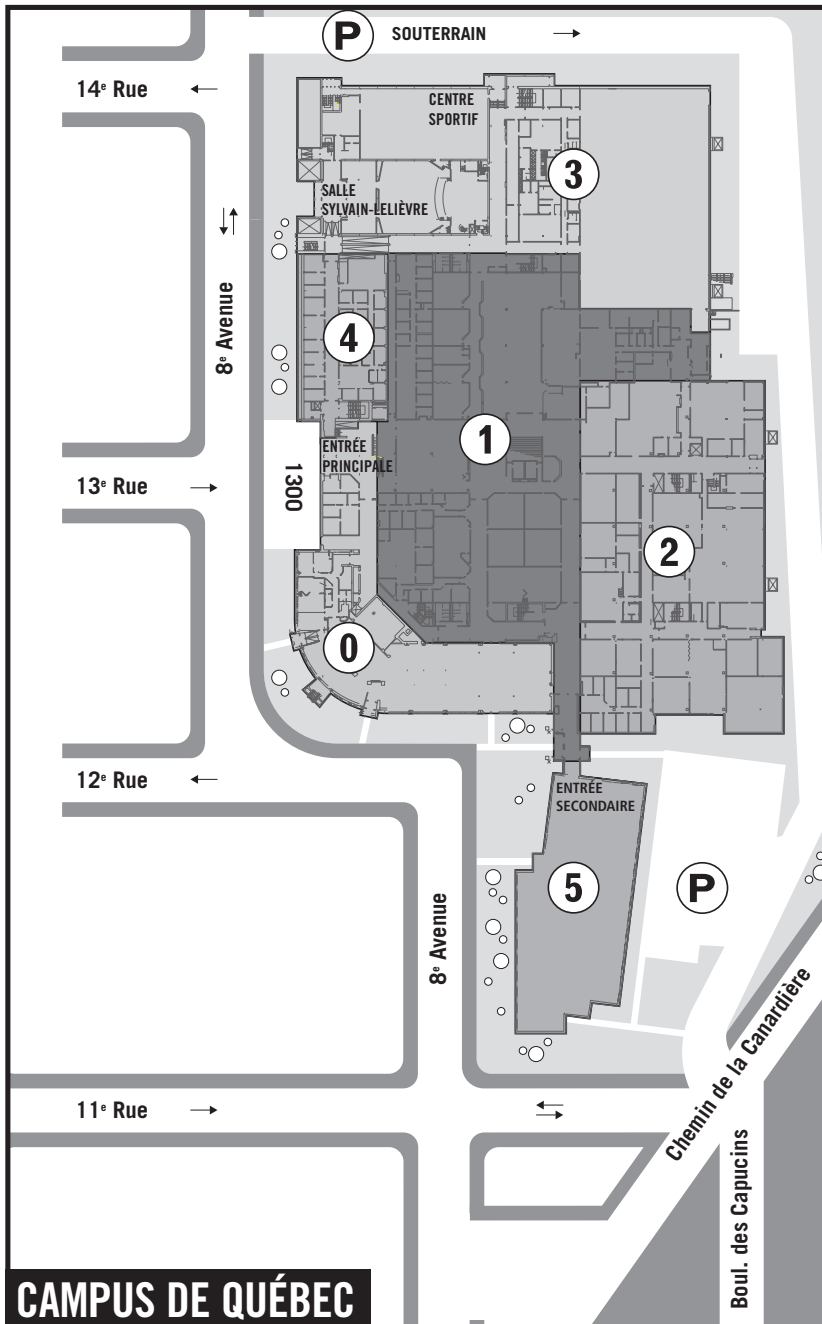 P SOUTERRAIN →
14e Rue ←
CENTRE
SPORTIF
3
SALLE
SYLVAIN-LELIÈVRE
8e Avenue
4
1
ENTRÉE
PRINCIPALE
1300
13e Rue →
2
0
12e Rue ←
ENTRÉE
SECONDAIRE
5
P
8e Avenue
Chemin de la Canardière
11e Rue →
Boul. des Capucins
CAMPUS DE QUÉBEC